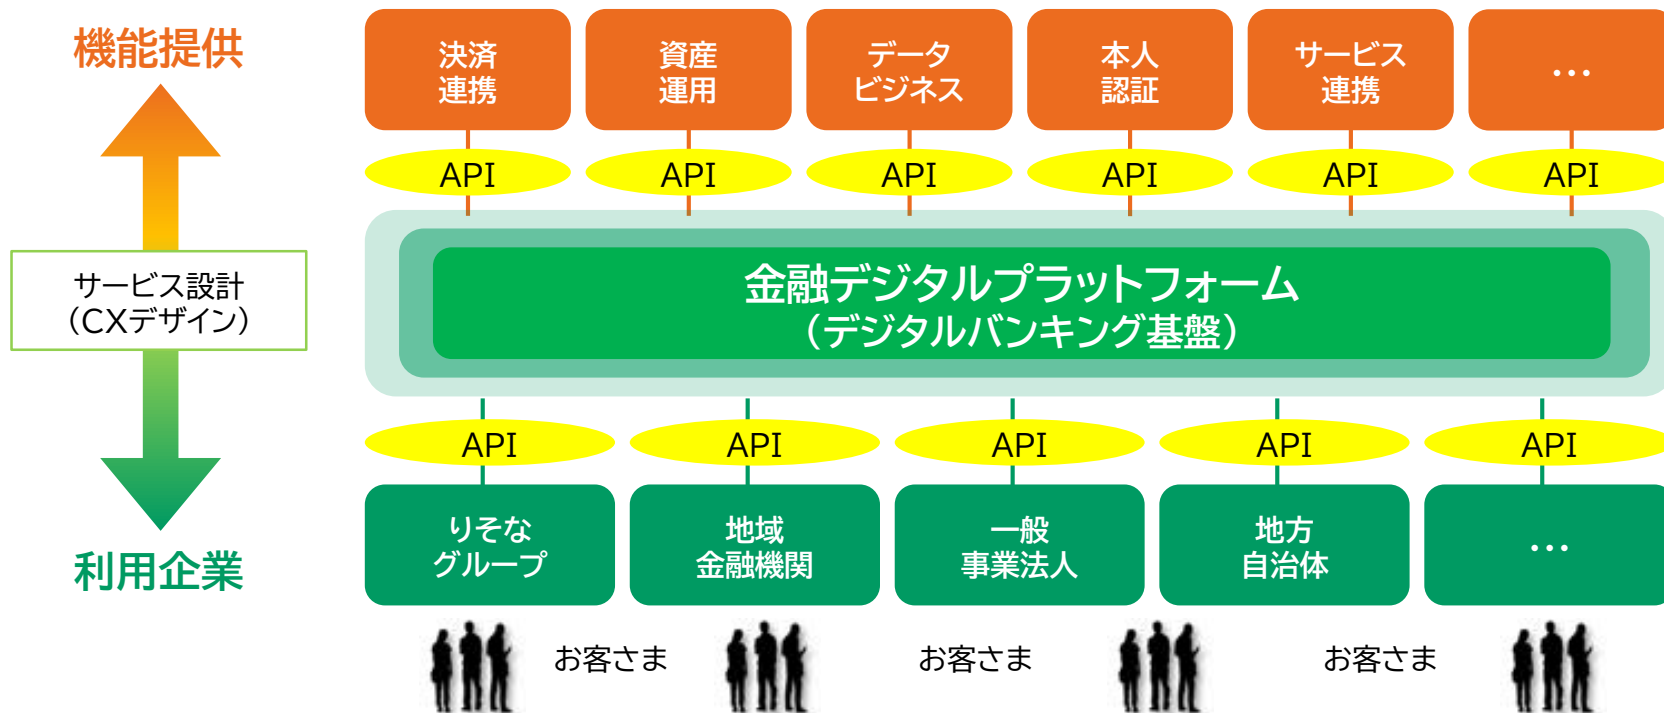 機能提供
決済
連携
資産
運用
データ
ビジネス
本人
認証
サービス
連携
…
API
API
API
API
API
API
サービス設計
(CXデザイン)
金融デジタルプラットフォーム
(デジタルバンキング基盤)
API
API
API
API
API
利用企業
りそな
グループ
地域
金融機関
一般
事業法人
地方
自治体
…
お客さま
お客さま
お客さま